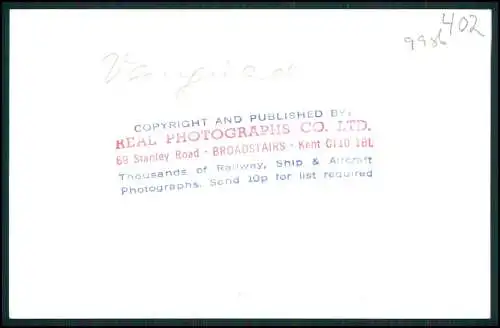 402
9986
COPYRIGHT AND PUBLISHED BY:
REAL PHOTOGRAPHS CO. LTD.
69 Stanley Road - BROADSTAIRS - Kent CT10 1BL
Thousands of Railway, Ship & Aircraft
Photographs. Send 10p for list required